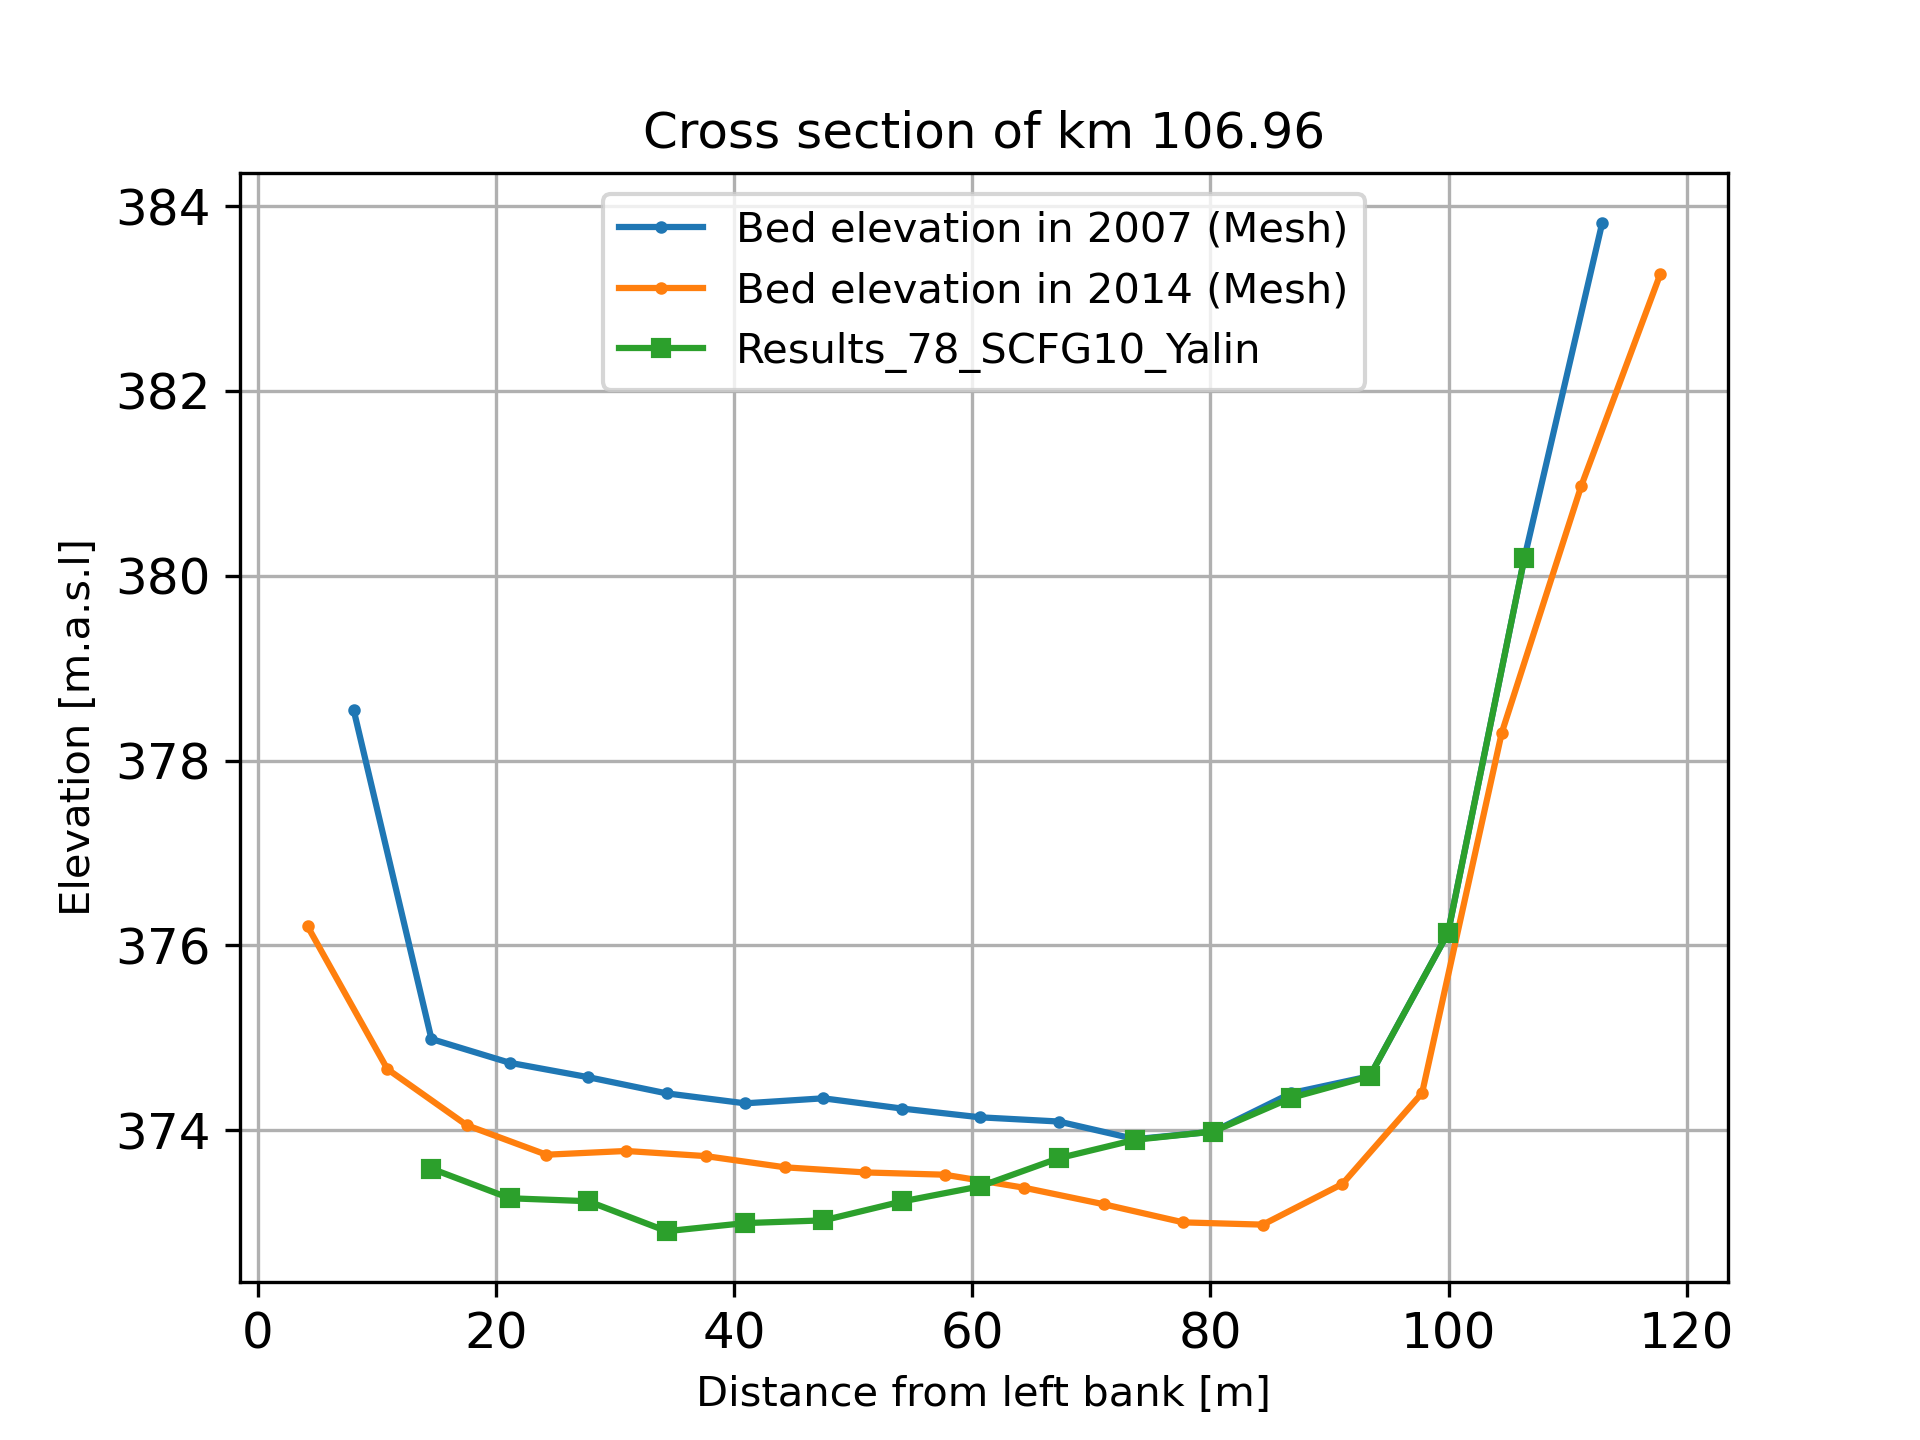 Cross section of km 106.96
Bed elevation in 2007 (Mesh)
Bed elevation in 2014 (Mesh)
Results_78_SCFG10_Yalin
Elevation [m.a.s.l]
384
382
380
378
376
374
0 20 40 60 80 100 120
Distance from left bank [m]